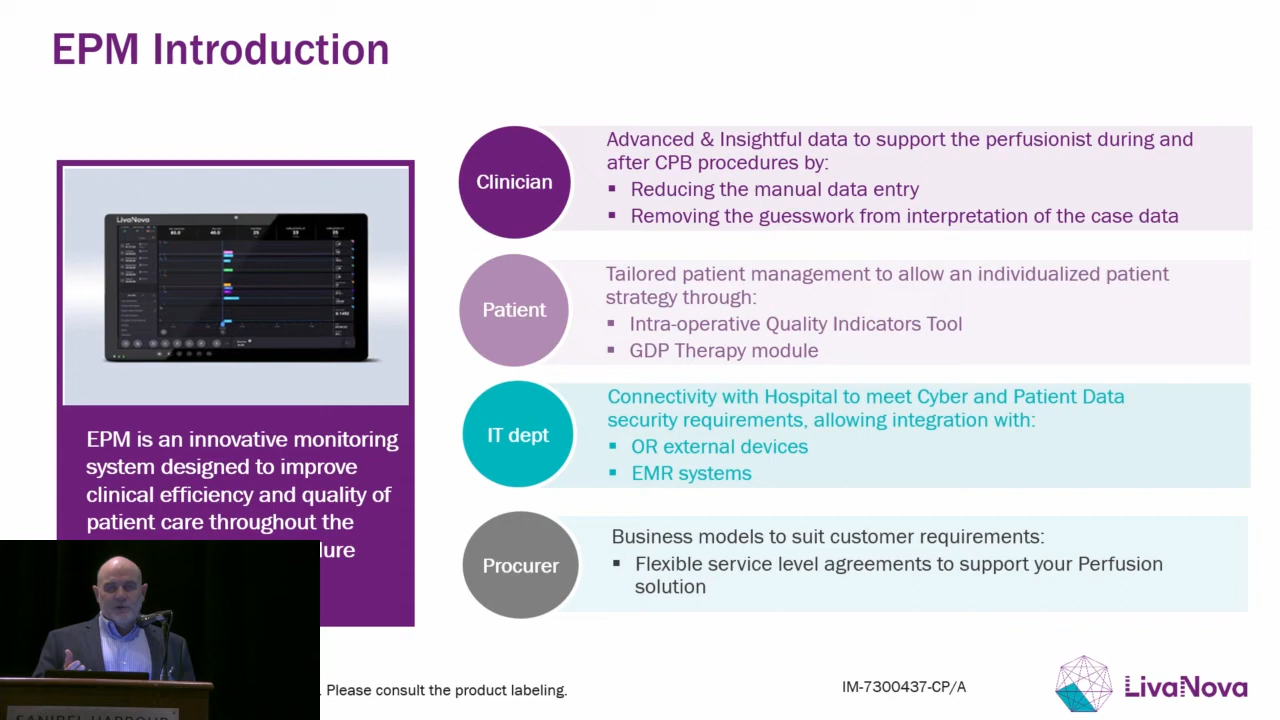 EPM Introduction
LivaNova
EPM is an innovative monitoring
system designed to improve
clinical efficiency and quality of
patient care throughout the
Clinician
Advanced & Insightful data to support the perfusionist during and
after CPB procedures by:
▪ Reducing the manual data entry
▪ Removing the guesswork from interpretation of the case data
Patient
Tailored patient management to allow an individualized patient
strategy through:
▪ Intra-operative Quality Indicators Tool
▪ GDP Therapy module
IT dept
Connectivity with Hospital to meet Cyber and Patient Data
security requirements, allowing integration with:
▪ OR external devices
▪ EMR systems
Procurer
Business models to suit customer requirements:
▪ Flexible service level agreements to support your Perfusion
solution
Please consult the product labeling.
IM-7300437-CP/A
LivaNova
SANIBEL HARBOUR